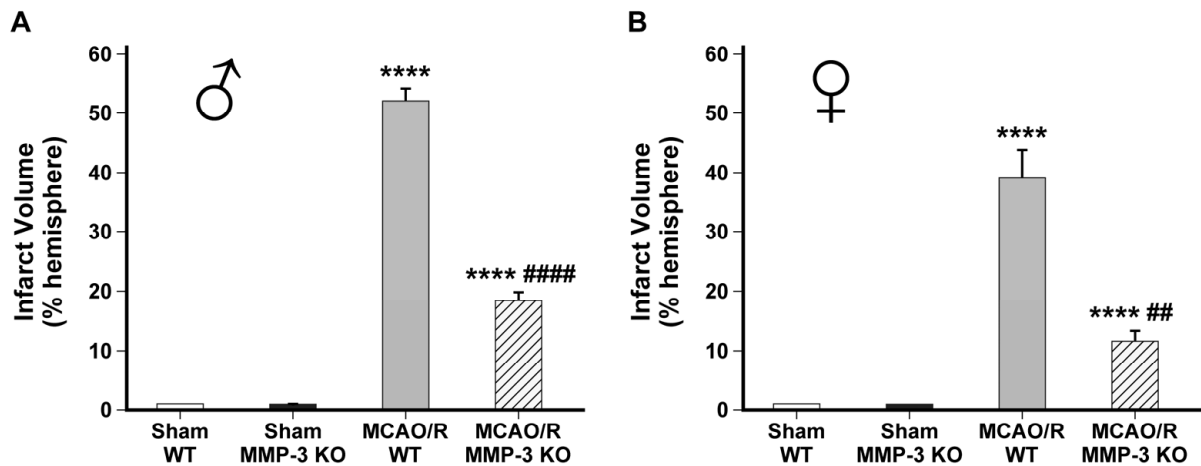 A
Infarct Volume
(% hemisphere)
60
50
40
30
20
10
0
♂
****
**** ####
Sham
WT
Sham
MMP-3 KO
MCAO/R
WT
MCAO/R
MMP-3 KO
B
Infarct Volume
(% hemisphere)
60
50
40
30
20
10
0
♀
****
**** ##
Sham
WT
Sham
MMP-3 KO
MCAO/R
WT
MCAO/R
MMP-3 KO